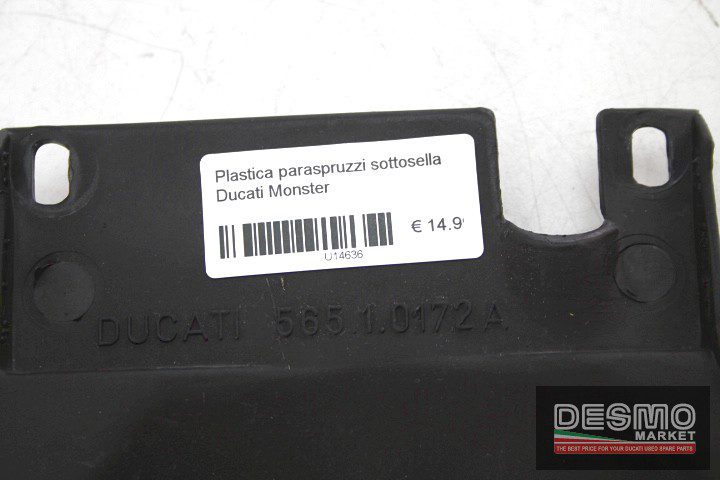 Plastica paraspruzzi sottosella
Ducati Monster
€ 14.9
U14636
DUCATI 565.1.0172A
DESMO
MARKET
THE BEST PRICE FOR YOUR DUCATI USED SPARE PARTS